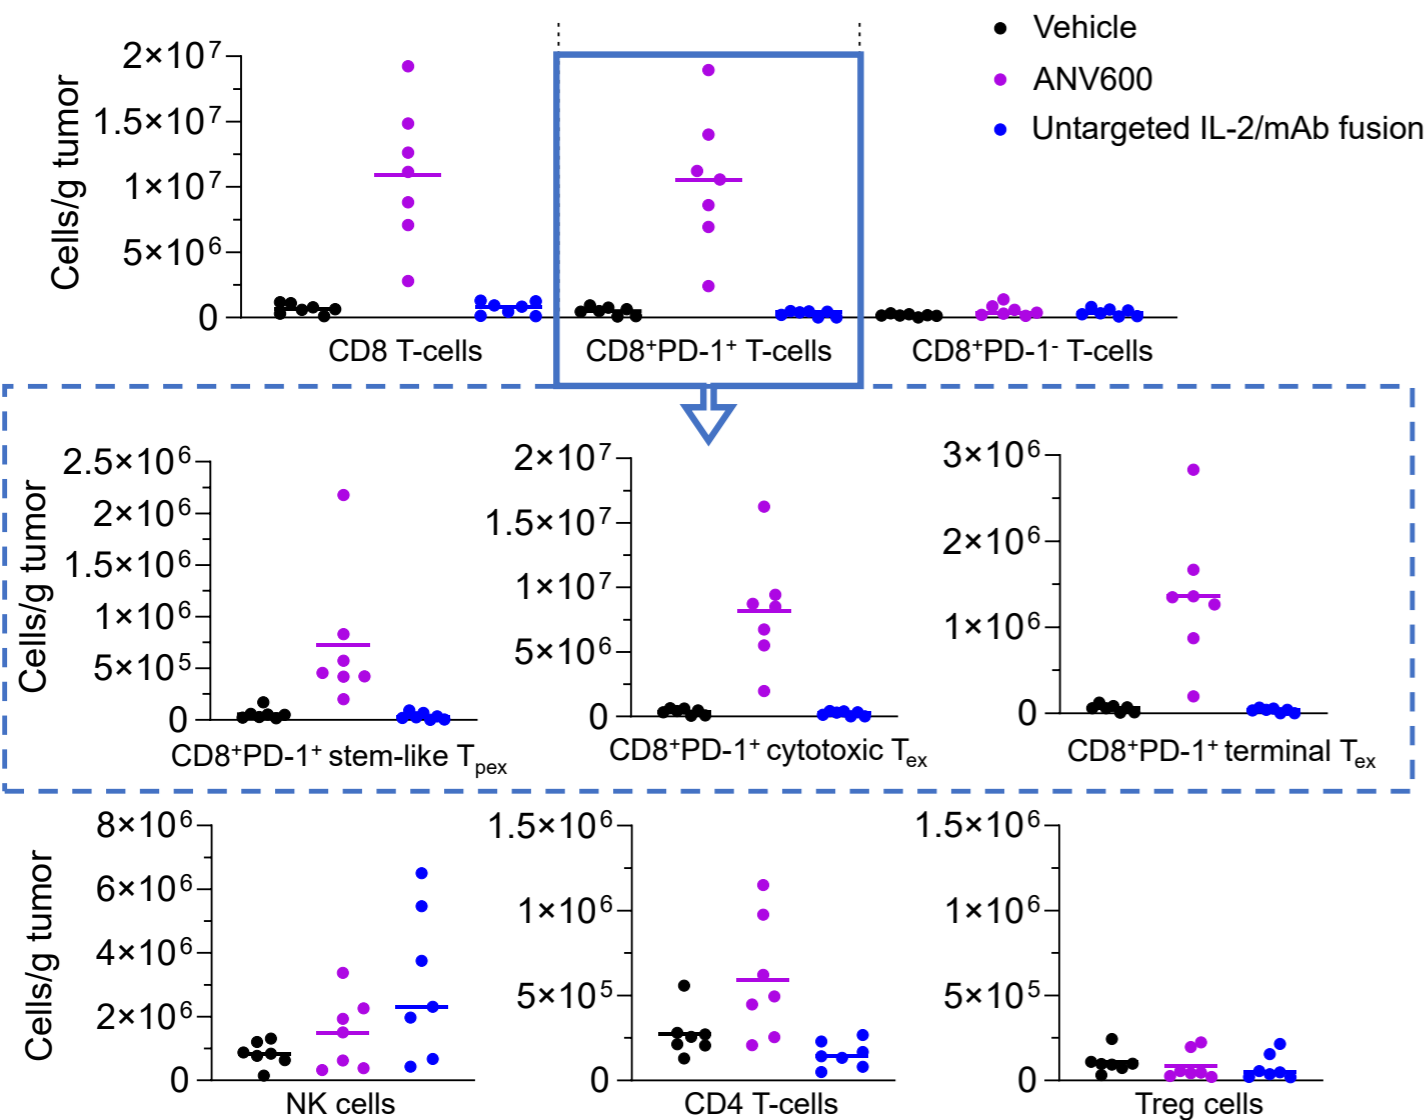 Vehicle
ANV600
Untargeted IL-2/mAb fusion
Cells/g tumor
2×10⁷
1.5×10⁷
1×10⁷
5×10⁶
0
CD8 T-cells
CD8⁺PD-1⁺ T-cells
CD8⁺PD-1⁻ T-cells
Cells/g tumor
2.5×10⁶
2×10⁶
1.5×10⁶
1×10⁶
5×10⁵
0
CD8⁺PD-1⁺ stem-like Tpex
2×10⁷
1.5×10⁷
1×10⁷
5×10⁶
0
CD8⁺PD-1⁺ cytotoxic Tex
3×10⁶
2×10⁶
1×10⁶
0
CD8⁺PD-1⁺ terminal Tex
Cells/g tumor
8×10⁶
6×10⁶
4×10⁶
2×10⁶
0
NK cells
1.5×10⁶
1×10⁶
5×10⁵
0
CD4 T-cells
1.5×10⁶
1×10⁶
5×10⁵
0
Treg cells